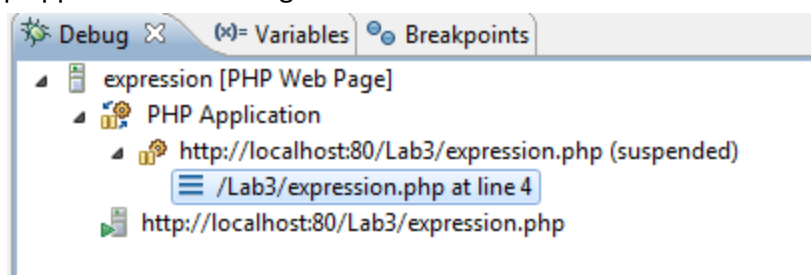 Debug (x)= Variables Breakpoints
expression [PHP Web Page]
PHP Application
http://localhost:80/Lab3/expression.php (suspended)
/Lab3/expression.php at line 4
http://localhost:80/Lab3/expression.php